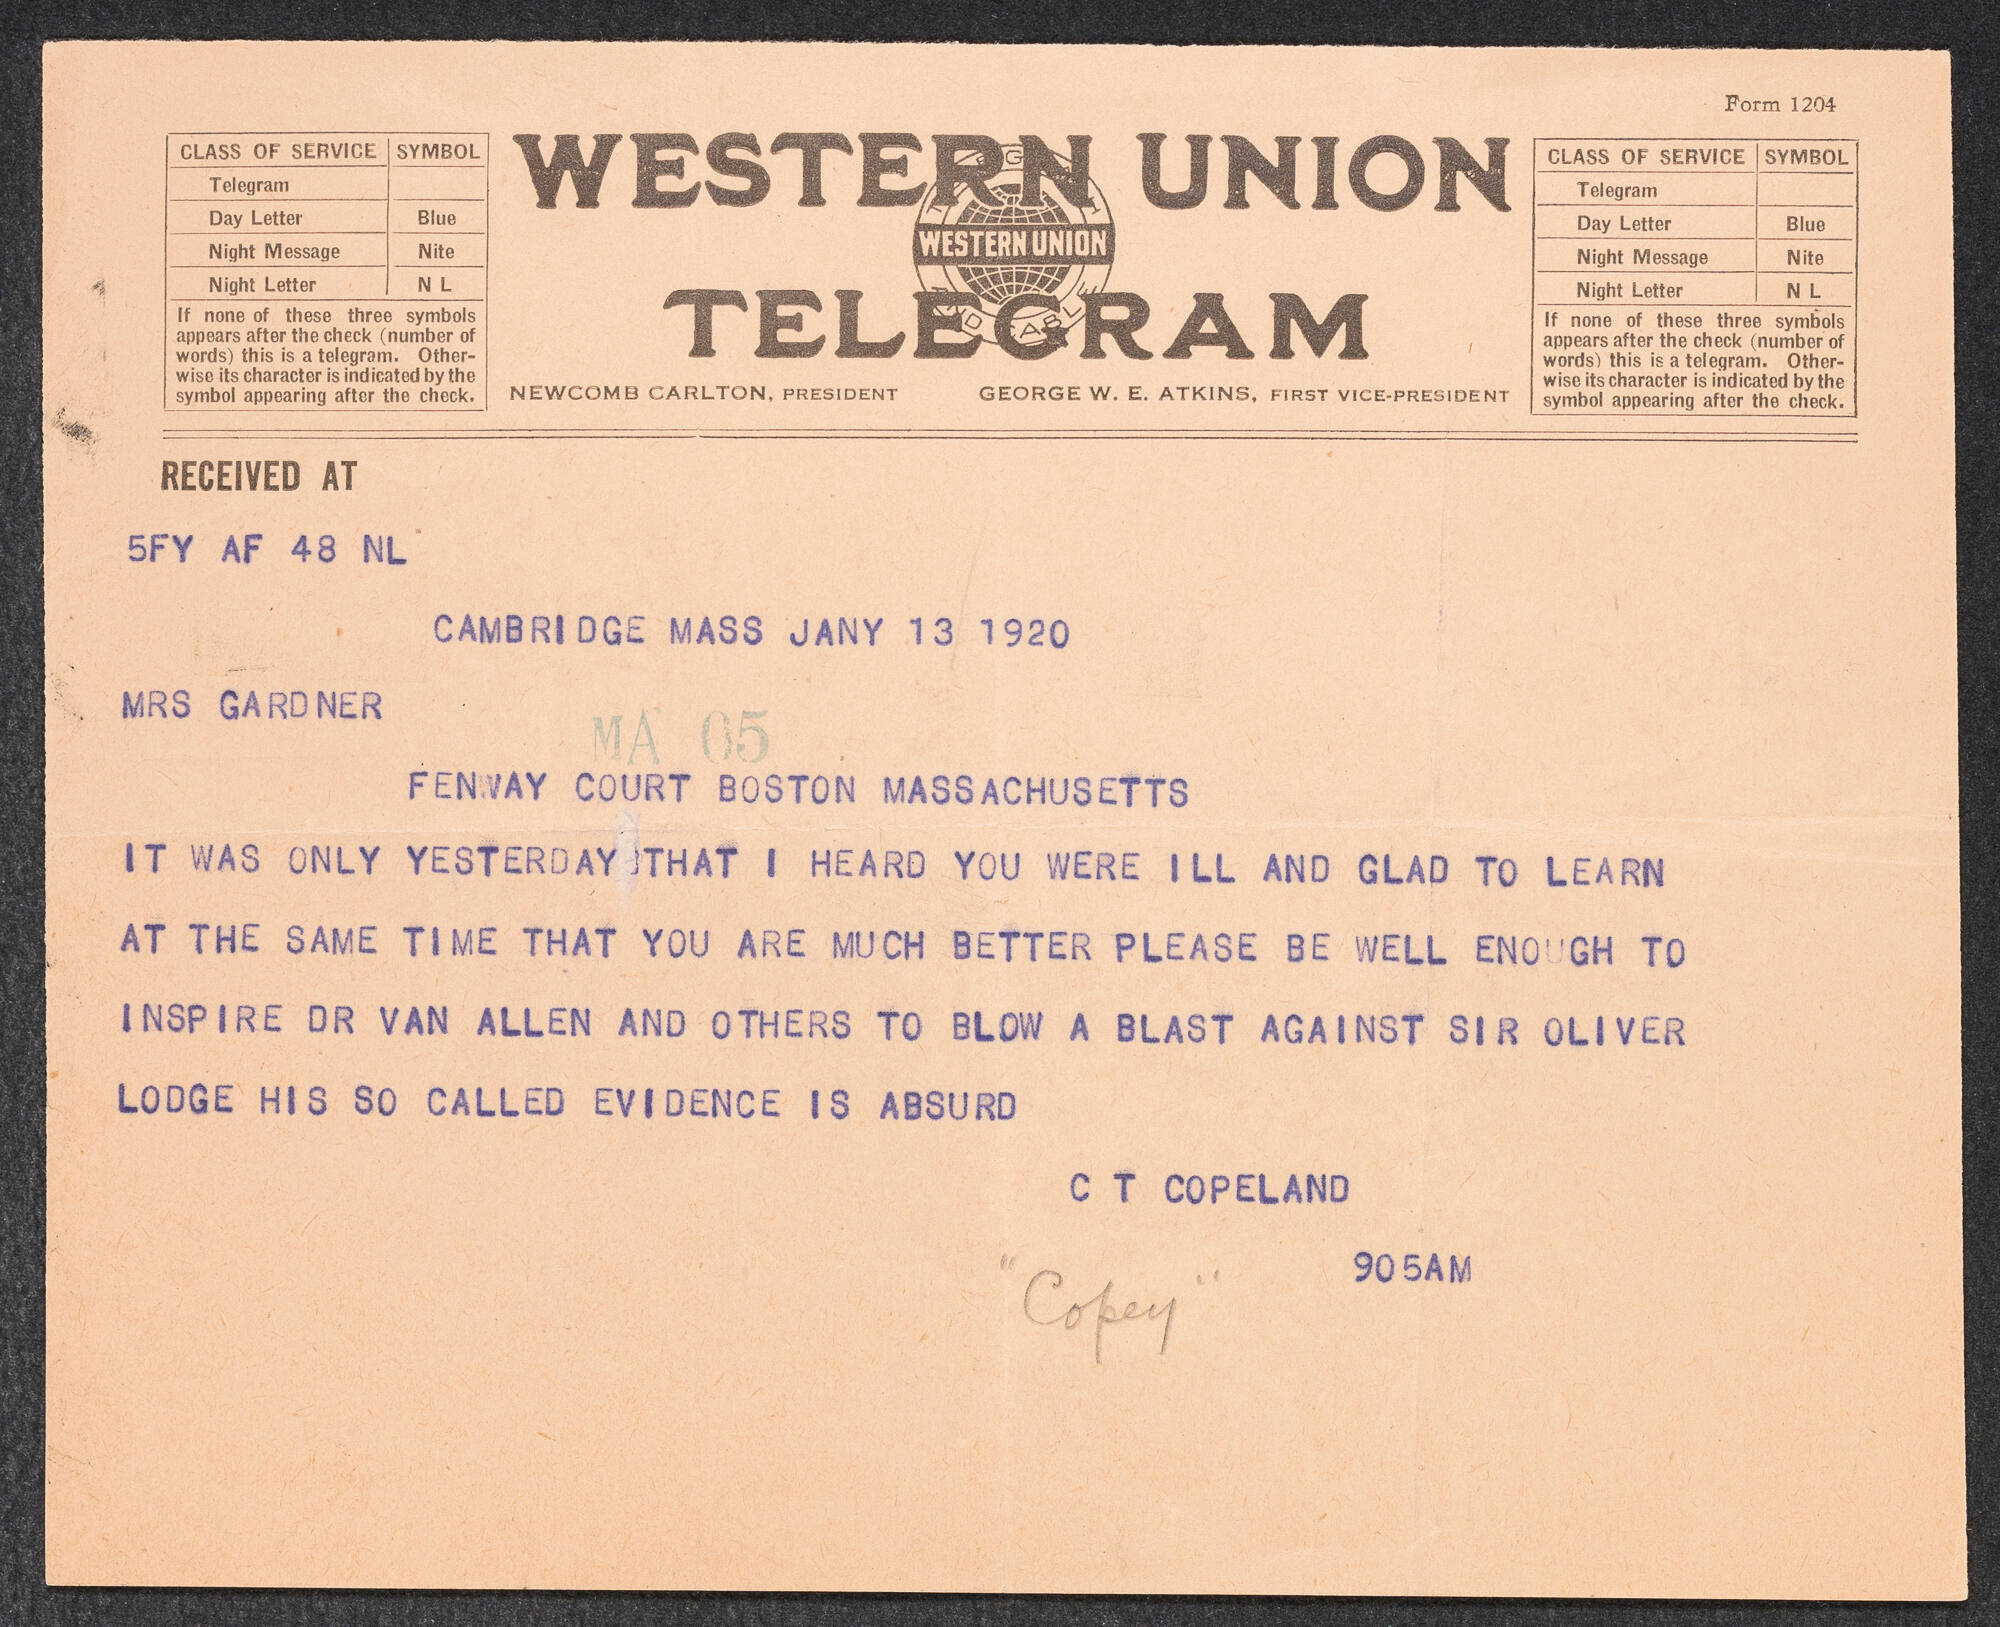 Form 1204
CLASS OF SERVICE SYMBOL
Telegram
Day Letter Blue
Night Message Nite
Night Letter N L
If none of these three symbols
appears after the check (number of
words) this is a telegram. Other-
wise its character is indicated by the
symbol appearing after the check.
WESTERN UNION
WESTERN UNION
TELEGRAM
NEWCOMB CARLTON, PRESIDENT GEORGE W. E. ATKINS, FIRST VICE-PRESIDENT
CLASS OF SERVICE SYMBOL
Telegram
Day Letter Blue
Night Message Nite
Night Letter N L
If none of these three symbols
appears after the check (number of
words) this is a telegram. Other-
wise its character is indicated by the
symbol appearing after the check.
RECEIVED AT
5FY AF 48 NL
CAMBRIDGE MASS JANY 13 1920
MRS GARDNER
MA 05
FENWAY COURT BOSTON MASSACHUSETTS
IT WAS ONLY YESTERDAY THAT I HEARD YOU WERE ILL AND GLAD TO LEARN
AT THE SAME TIME THAT YOU ARE MUCH BETTER PLEASE BE WELL ENOUGH TO
INSPIRE DR VAN ALLEN AND OTHERS TO BLOW A BLAST AGAINST SIR OLIVER
LODGE HIS SO CALLED EVIDENCE IS ABSURD
C T COPELAND
905AM
"Copey"